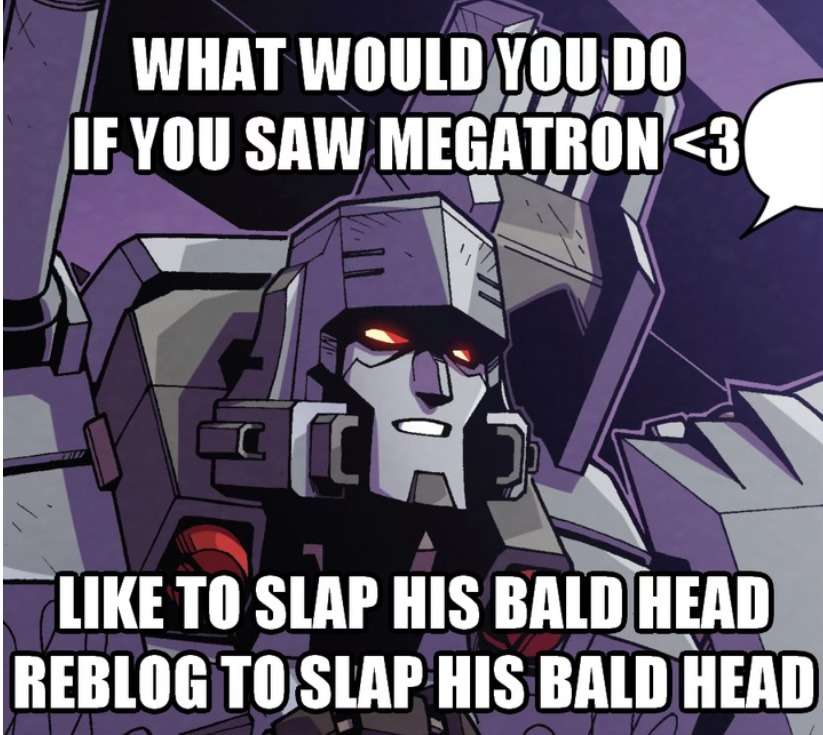 WHAT WOULD YOU DO
IF YOU SAW MEGATRON <3
LIKE TO SLAP HIS BALD HEAD
REBLOG TO SLAP HIS BALD HEAD